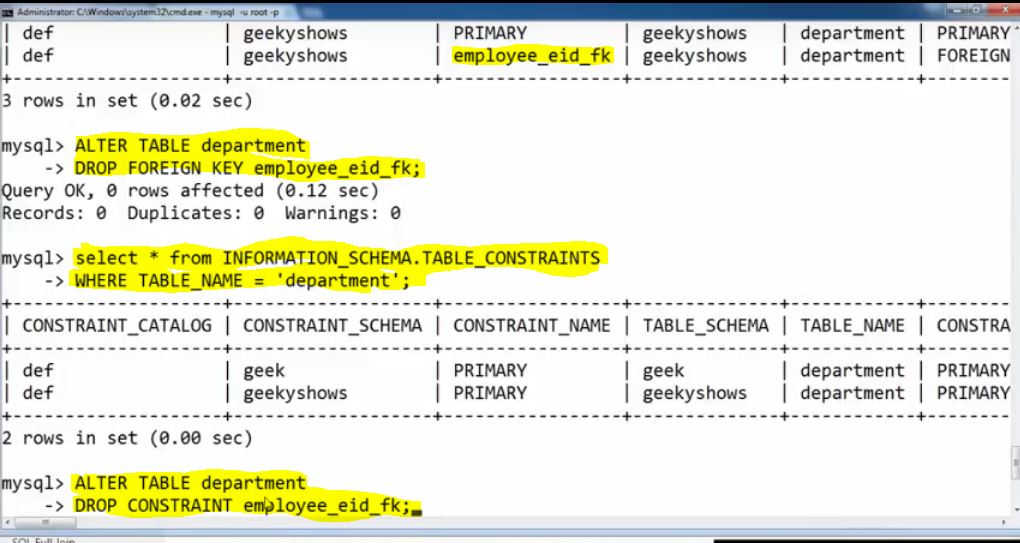 Administrator: C:\Windows\system32\cmd.exe - mysql -u root -p
| def | geekyshows | PRIMARY | geekyshows | department | PRIMARY
| def | geekyshows | employee_eid_fk | geekyshows | department | FOREIGN
3 rows in set (0.02 sec)
mysql> ALTER TABLE department
-> DROP FOREIGN KEY employee_eid_fk;
Query OK, 0 rows affected (0.12 sec)
Records: 0 Duplicates: 0 Warnings: 0
mysql> select * from INFORMATION_SCHEMA.TABLE_CONSTRAINTS
-> WHERE TABLE_NAME = 'department';
| CONSTRAINT_CATALOG | CONSTRAINT_SCHEMA | CONSTRAINT_NAME | TABLE_SCHEMA | TABLE_NAME | CONSTRA
| def | geek | PRIMARY | geek | department | PRIMARY
| def | geekyshows | PRIMARY | geekyshows | department | PRIMARY
2 rows in set (0.00 sec)
mysql> ALTER TABLE department
-> DROP CONSTRAINT employee_eid_fk;
SQL Full Join